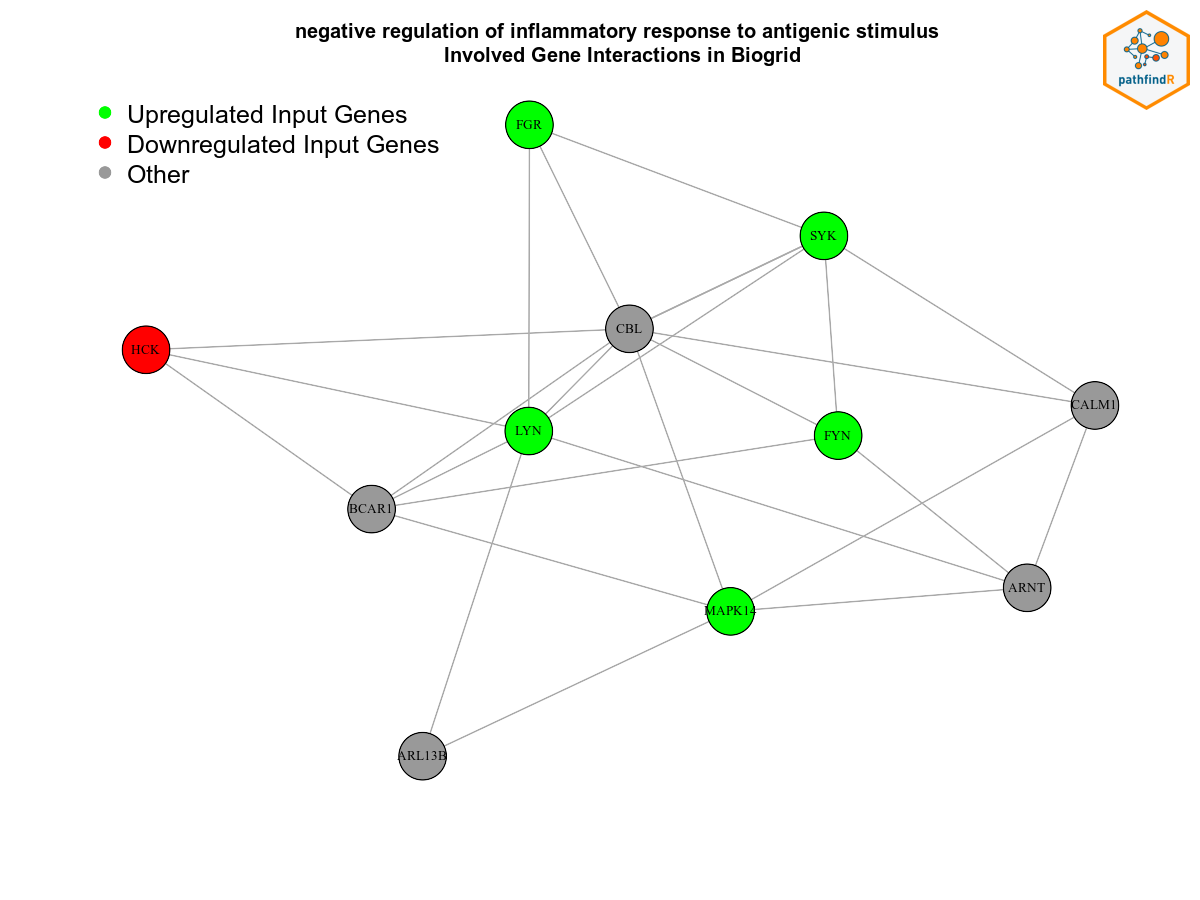 negative regulation of inflammatory response to antigenic stimulus
Involved Gene Interactions in Biogrid
pathfindR
Upregulated Input Genes
Downregulated Input Genes
Other
FGR
SYK
CBL
HCK
CALM1
LYN
FYN
BCAR1
ARNT
MAPK14
ARL13B